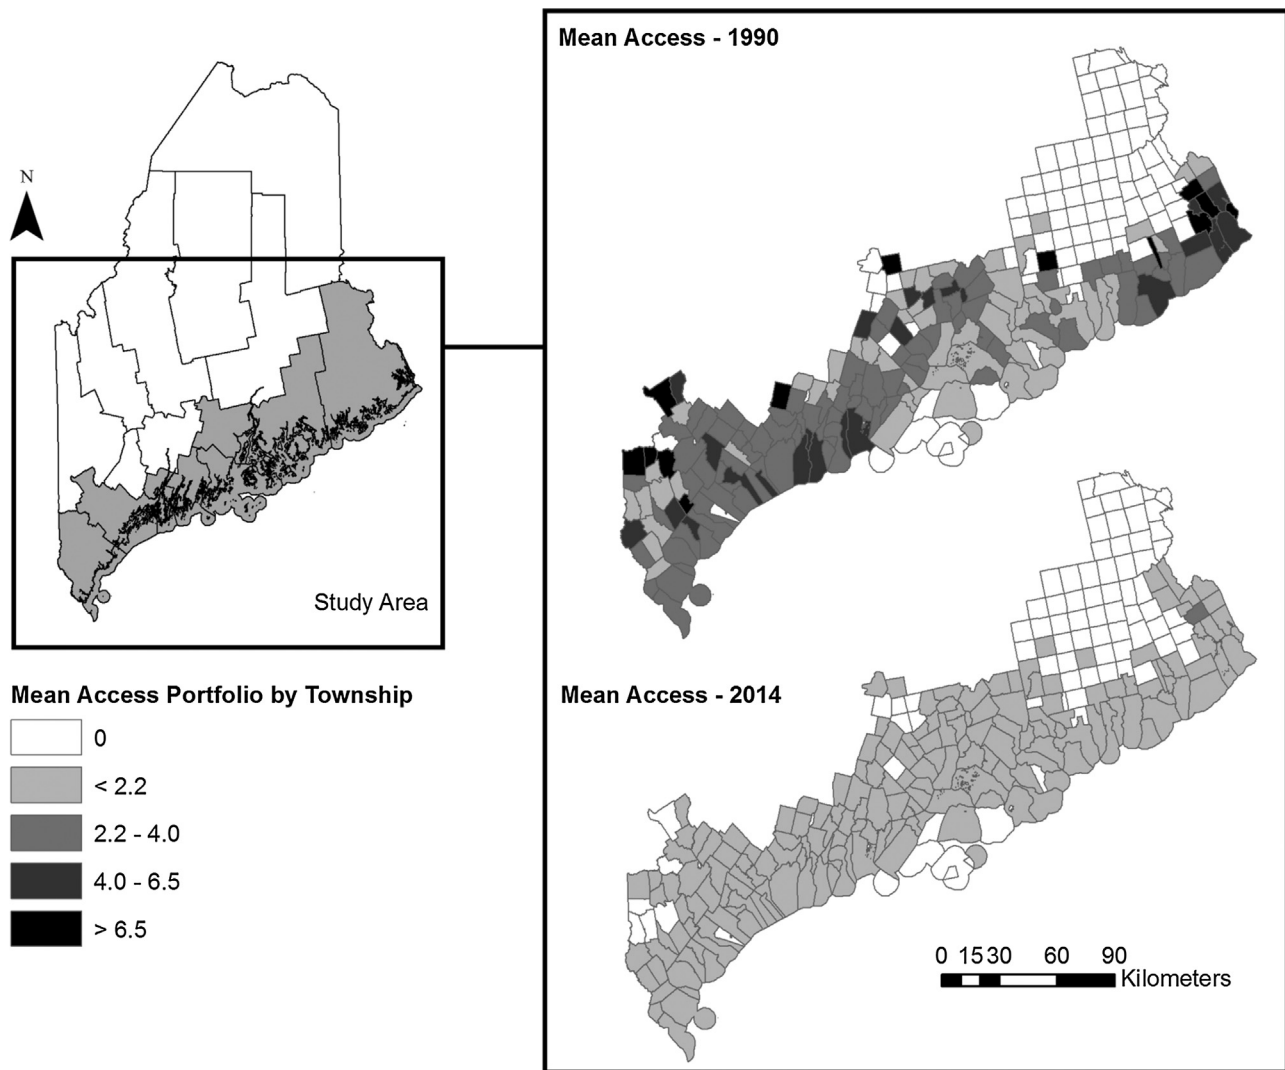 Mean Access - 1990
N
Study Area
Mean Access Portfolio by Township
0
< 2.2
2.2 - 4.0
4.0 - 6.5
> 6.5
Mean Access - 2014
0 15 30 60 90
Kilometers